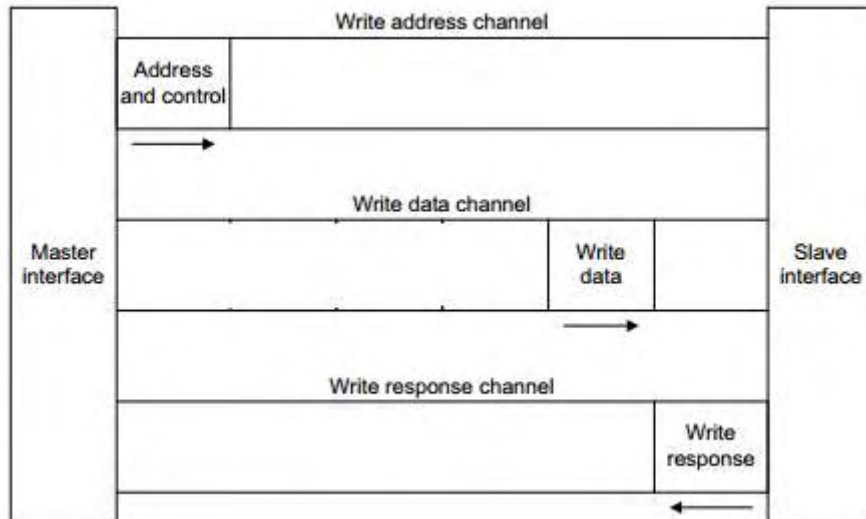 Write address channel
Address
and control
Write data channel
Master
interface
Write
data
Slave
interface
Write response channel
Write
response